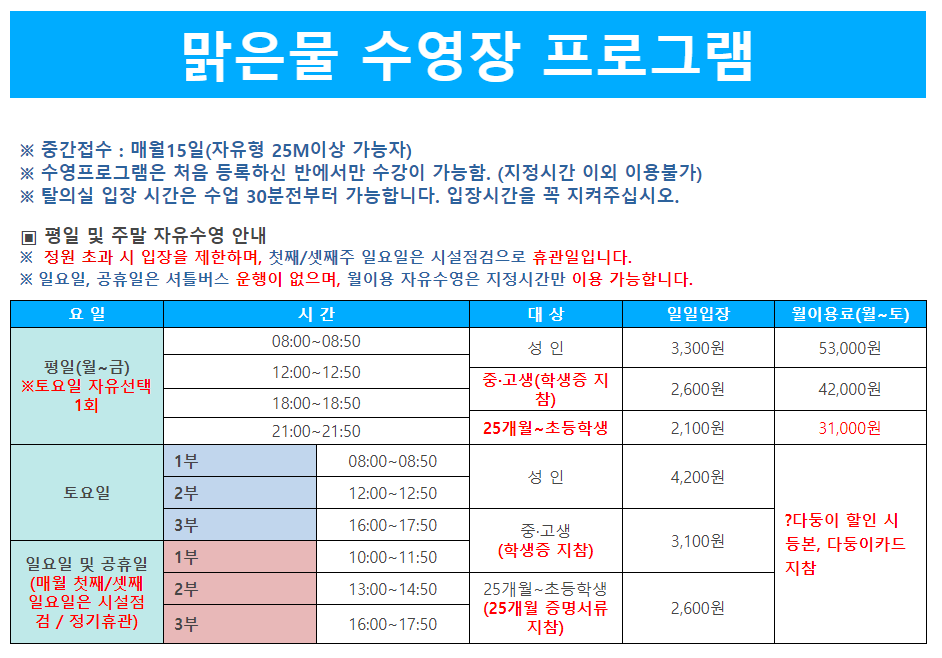 맑은물 수영장 프로그램
※ 중간접수 : 매월15일(자유형 25M이상 가능자)
※ 수영프로그램은 처음 등록하신 반에서만 수강이 가능함. (지정시간 이외 이용불가)
※ 탈의실 입장 시간은 수업 30분전부터 가능합니다. 입장시간을 꼭 지켜주십시오.
▣ 평일 및 주말 자유수영 안내
※ 정원 초과 시 입장을 제한하며, 첫째/셋째주 일요일은 시설점검으로 휴관일입니다.
※ 일요일, 공휴일은 셔틀버스 운행이 없으며, 월이용 자유수영은 지정시간만 이용 가능합니다.
요 일 시 간 대 상 일일입장 월이용료(월~토)
평일(월~금)
※토요일 자유선택
1회
08:00~08:50
12:00~12:50
18:00~18:50
21:00~21:50
성 인 3,300원 53,000원
중·고생(학생증 지
참)
2,600원 42,000원
25개월~초등학생 2,100원 31,000원
토요일
1부 08:00~08:50
2부 12:00~12:50
3부 16:00~17:50
일요일 및 공휴일
(매월 첫째/셋째
일요일은 시설점
검 / 정기휴관)
1부 10:00~11:50
2부 13:00~14:50
3부 16:00~17:50
성 인 4,200원
중·고생
(학생증 지참)
3,100원
25개월~초등학생
(25개월 증명서류
지참)
2,600원
?다둥이 할인 시
등본, 다둥이카드
지참